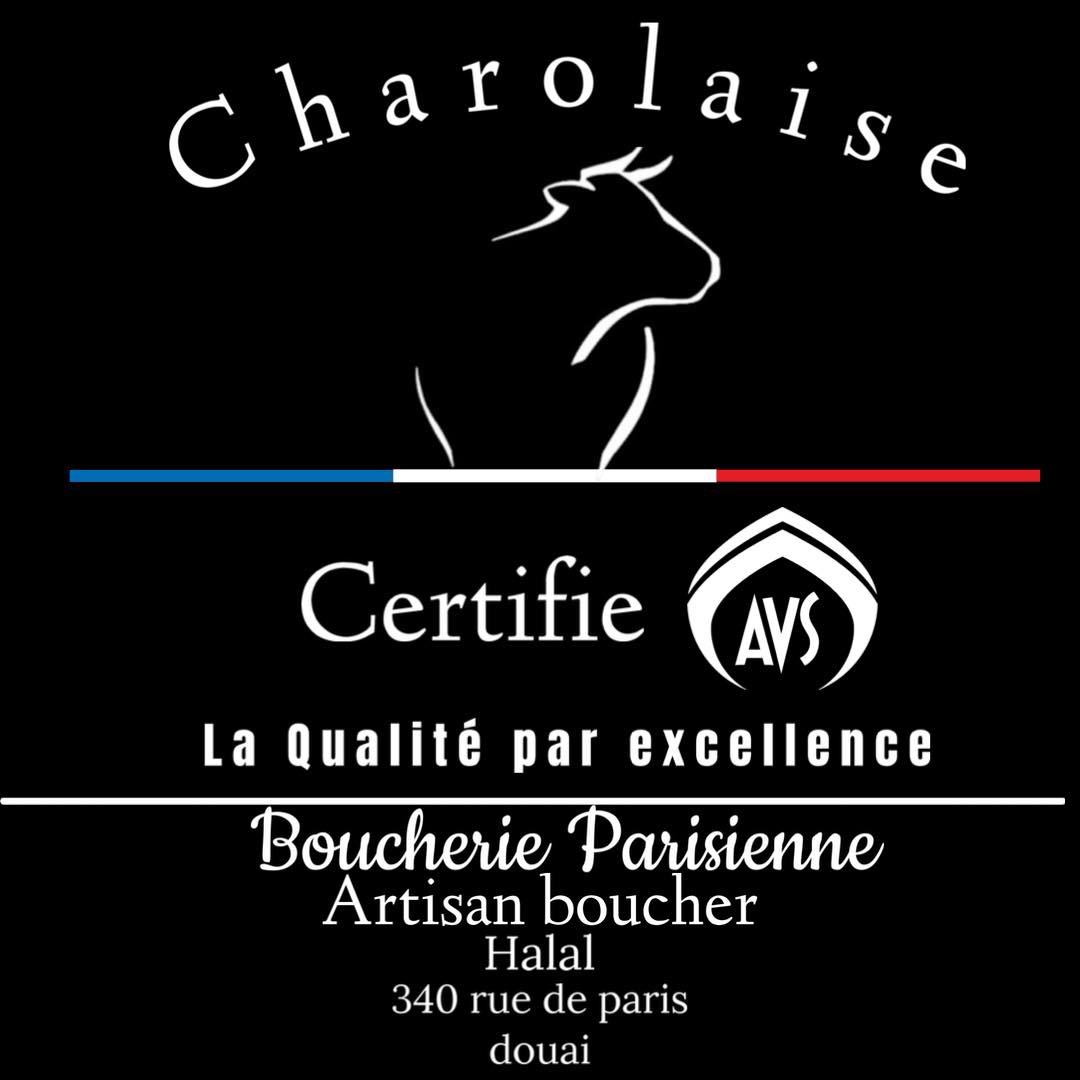 Charolaise
Certifie AVS
La Qualité par excellence
Boucherie Parisienne
Artisan boucher
Halal
340 rue de paris
douai